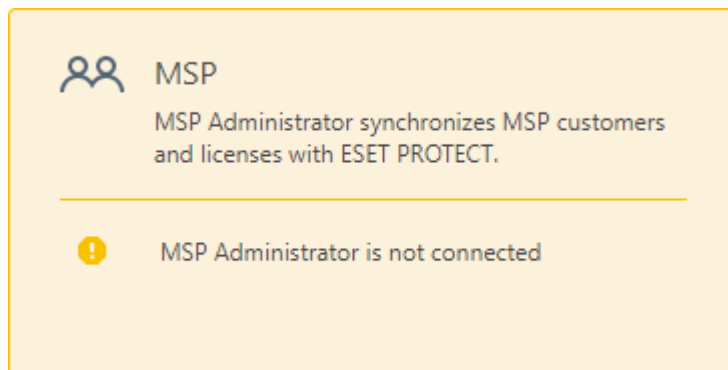 MSP
MSP Administrator synchronizes MSP customers
and licenses with ESET PROTECT.
MSP Administrator is not connected